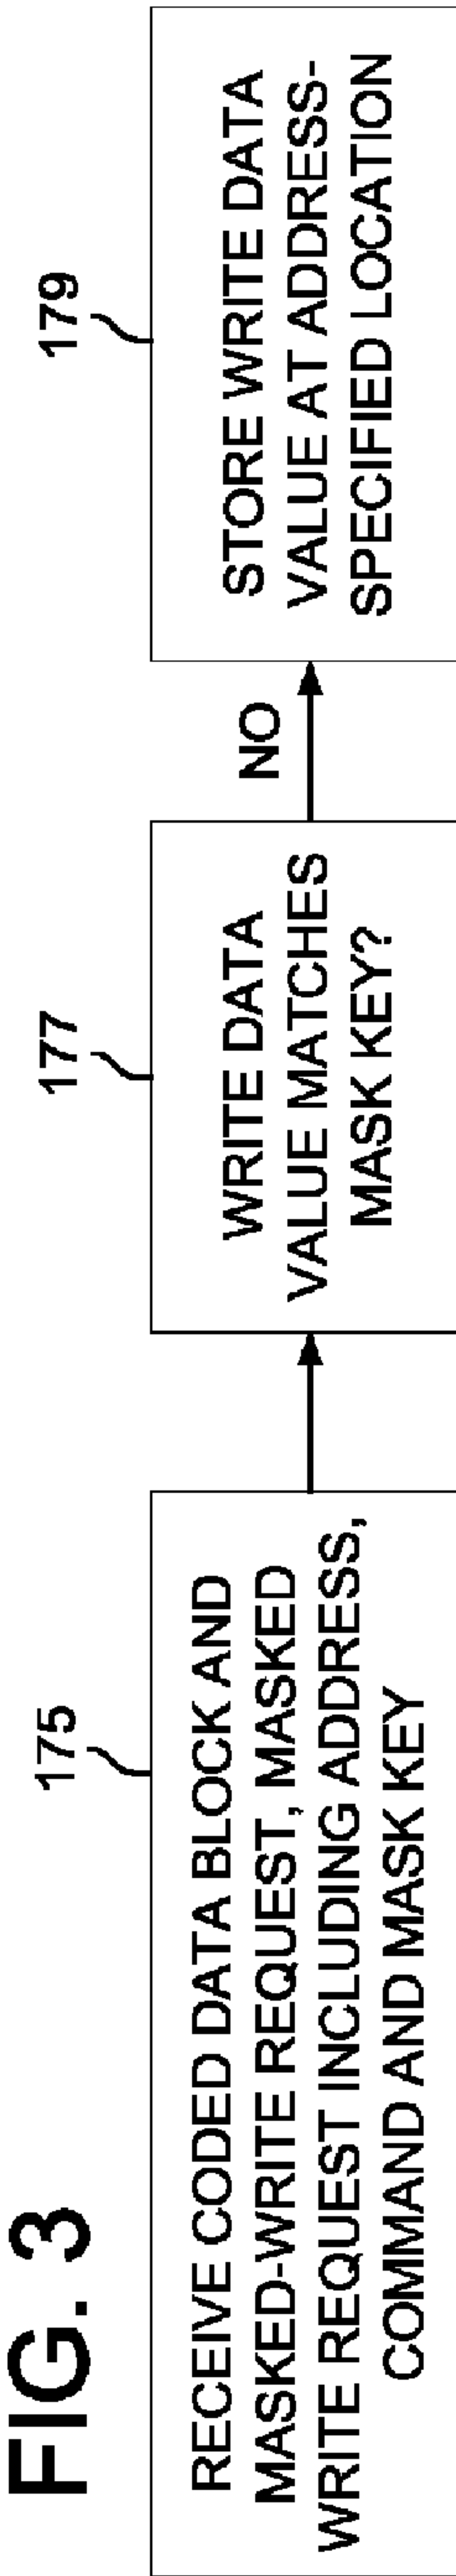 FIG. 3
175
RECEIVE CODED DATA BLOCK AND
MASKED-WRITE REQUEST, MASKED
WRITE REQUEST INCLUDING ADDRESS,
COMMAND AND MASK KEY
177
WRITE DATA
VALUE MATCHES
MASK KEY?
NO
179
STORE WRITE DATA
VALUE AT ADDRESS-
SPECIFIED LOCATION